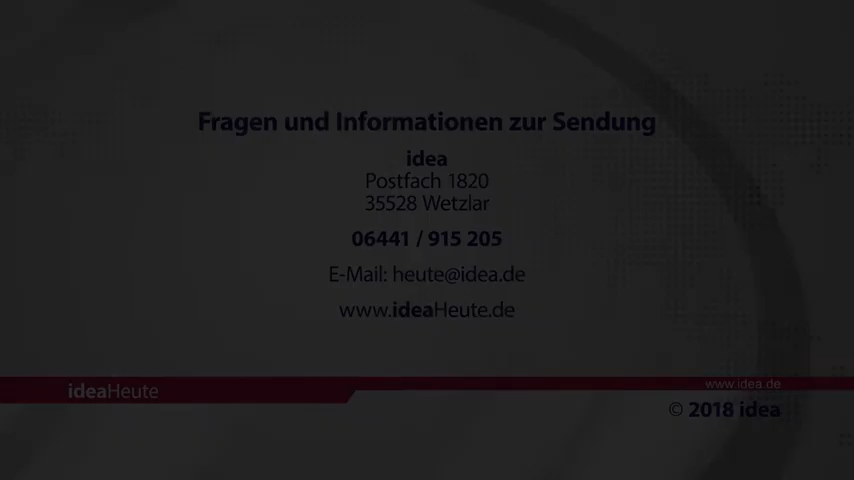 Fragen und Informationen zur Sendung
idea
Postfach 1820
35528 Wetzlar
06441 / 915 205
E-Mail: heute@idea.de
www.ideaHeute.de
ideaHeute
www.idea.de
© 2018 idea